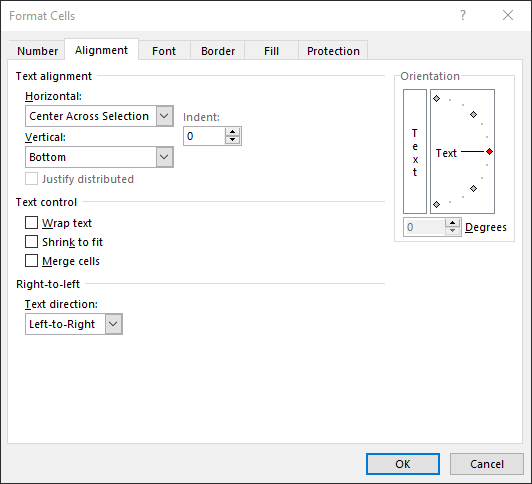 Format Cells
Number Alignment Font Border Fill Protection
Text alignment
Horizontal:
Center Across Selection
Indent:
0
Vertical:
Bottom
Justify distributed
Text control
Wrap text
Shrink to fit
Merge cells
Right-to-left
Text direction:
Left-to-Right
Orientation
Text
Text
0 Degrees
OK Cancel